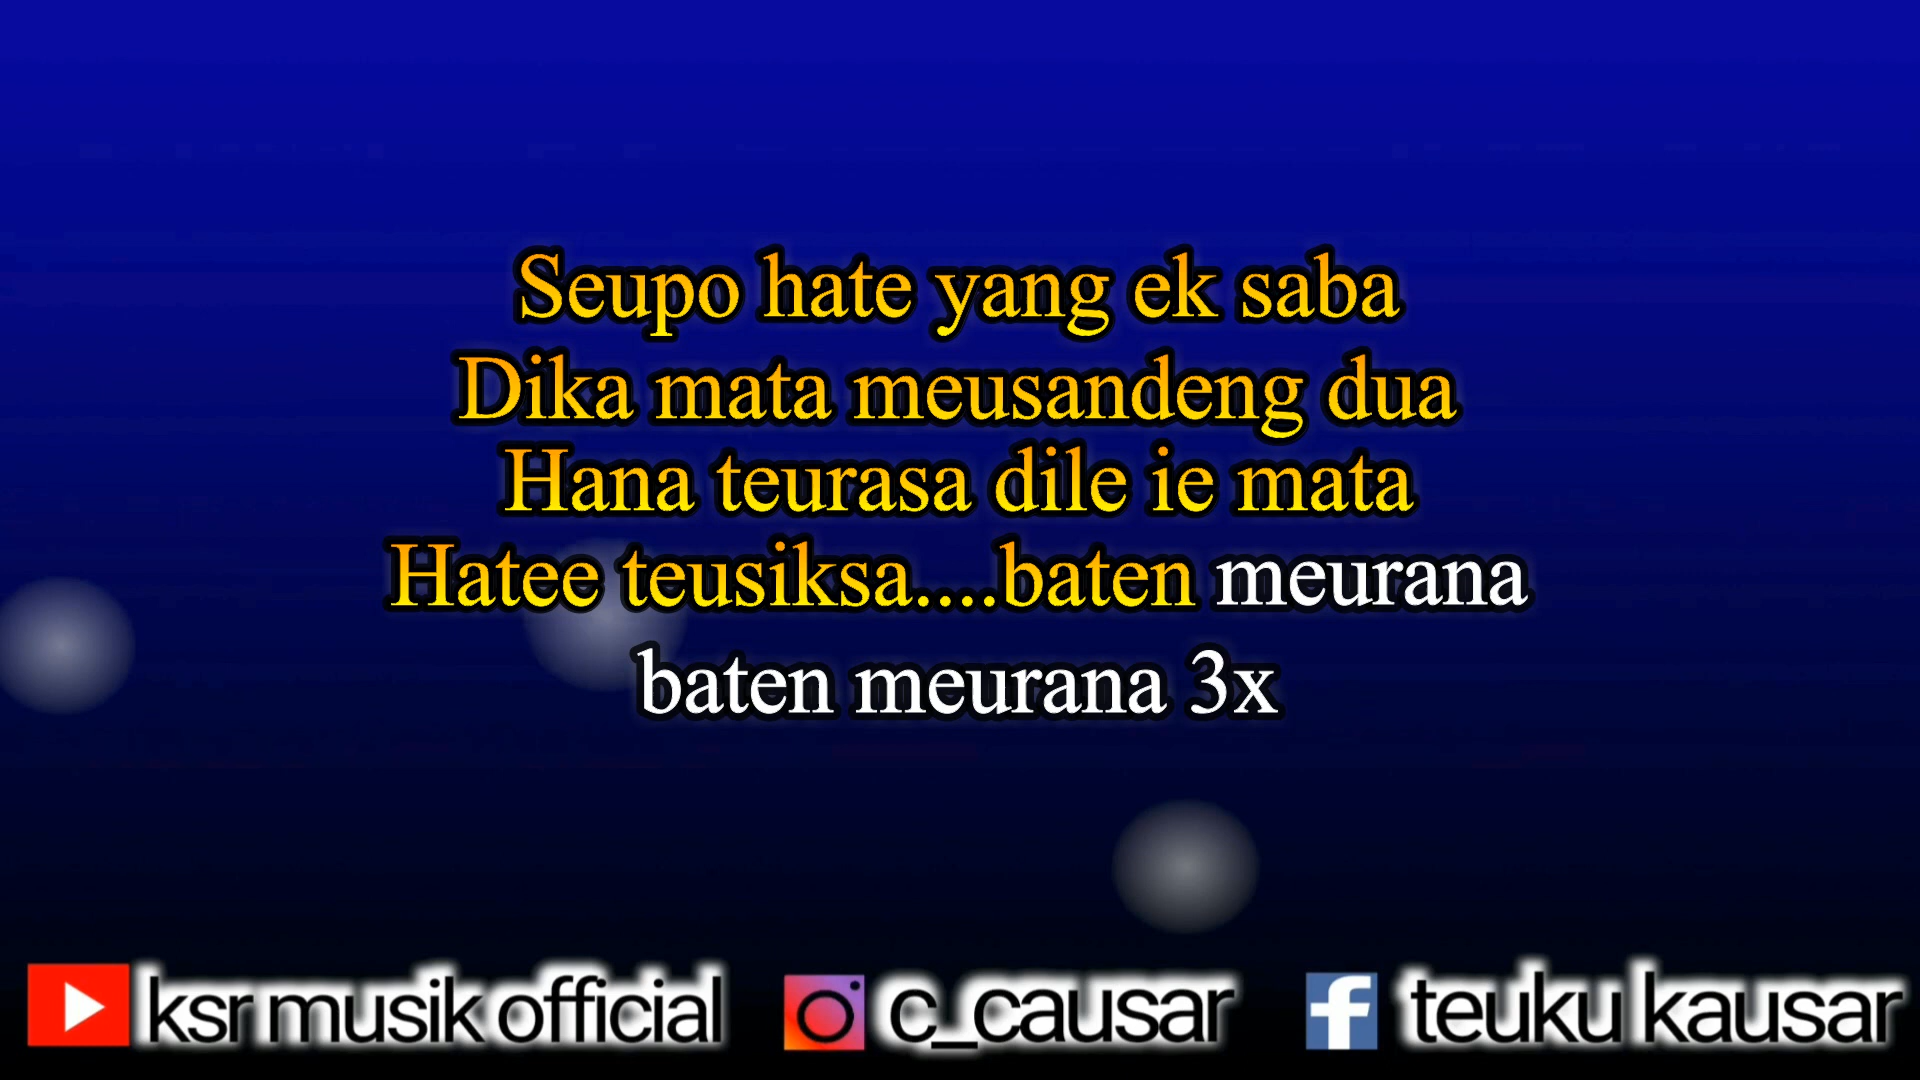 Seupo hate yang ek saba
Dika mata meusandeng dua
Hana teurasa dile ie mata
Hatee teusiksa....baten meurana
baten meurana 3x
ksr musik official c_causar teuku kausar